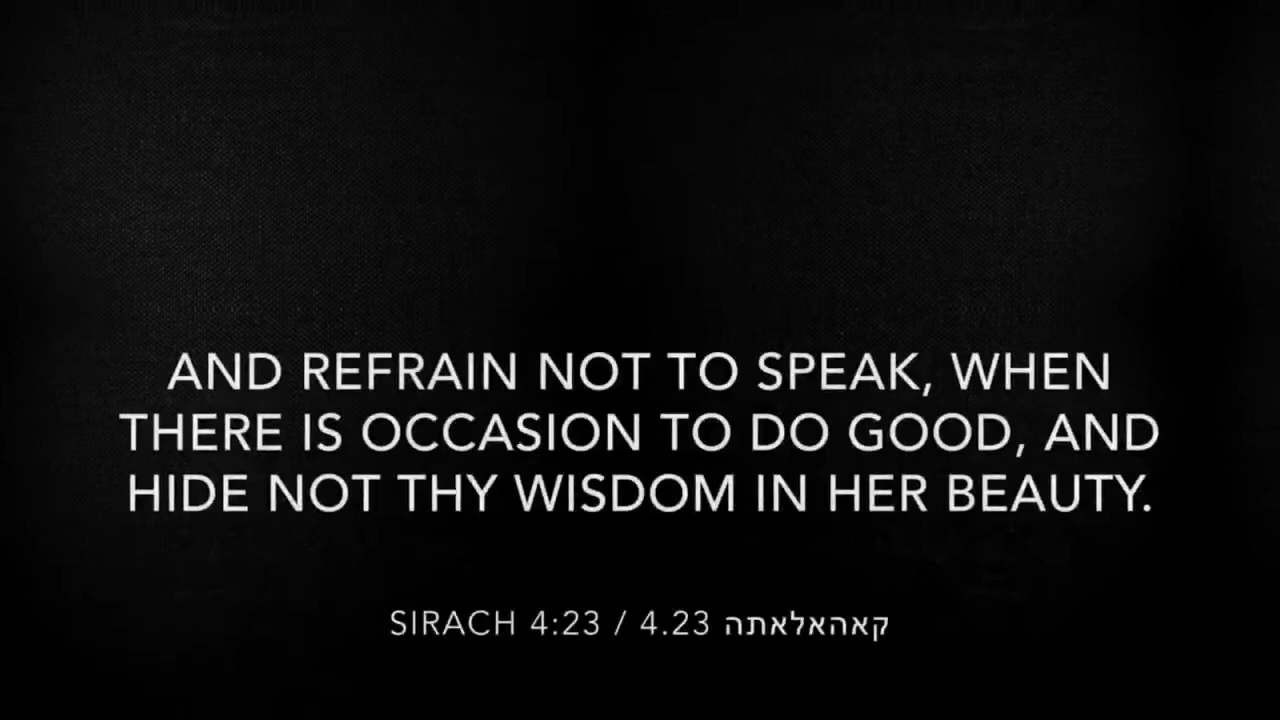 AND REFRAIN NOT TO SPEAK, WHEN
THERE IS OCCASION TO DO GOOD, AND
HIDE NOT THY WISDOM IN HER BEAUTY.
SIRACH 4:23 / 4.23 קאהאלאתה